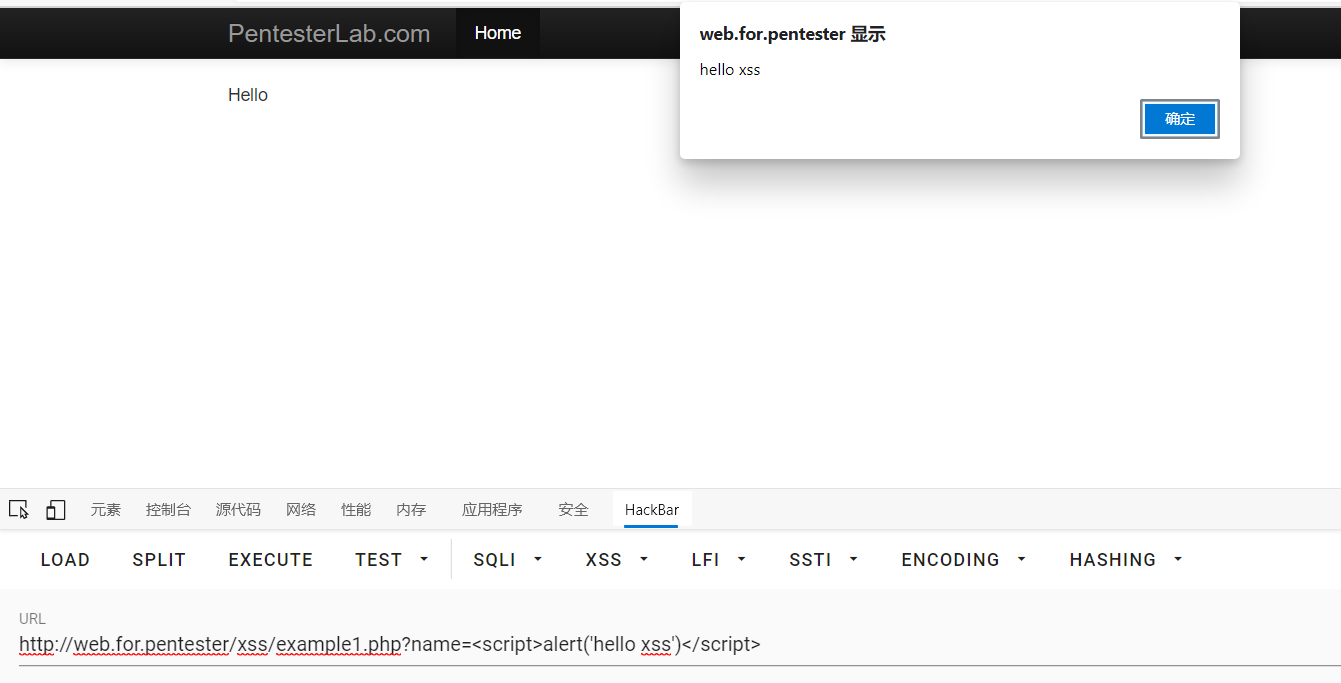 PentesterLab.com Home
web.for.pentester 显示
hello xss
确定
Hello
元素 控制台 源代码 网络 性能 内存 应用程序 安全 HackBar
LOAD SPLIT EXECUTE TEST SQLI XSS LFI SSTI ENCODING HASHING
URL
http://web.for.pentester/xss/example1.php?name=<script>alert('hello xss')</script>